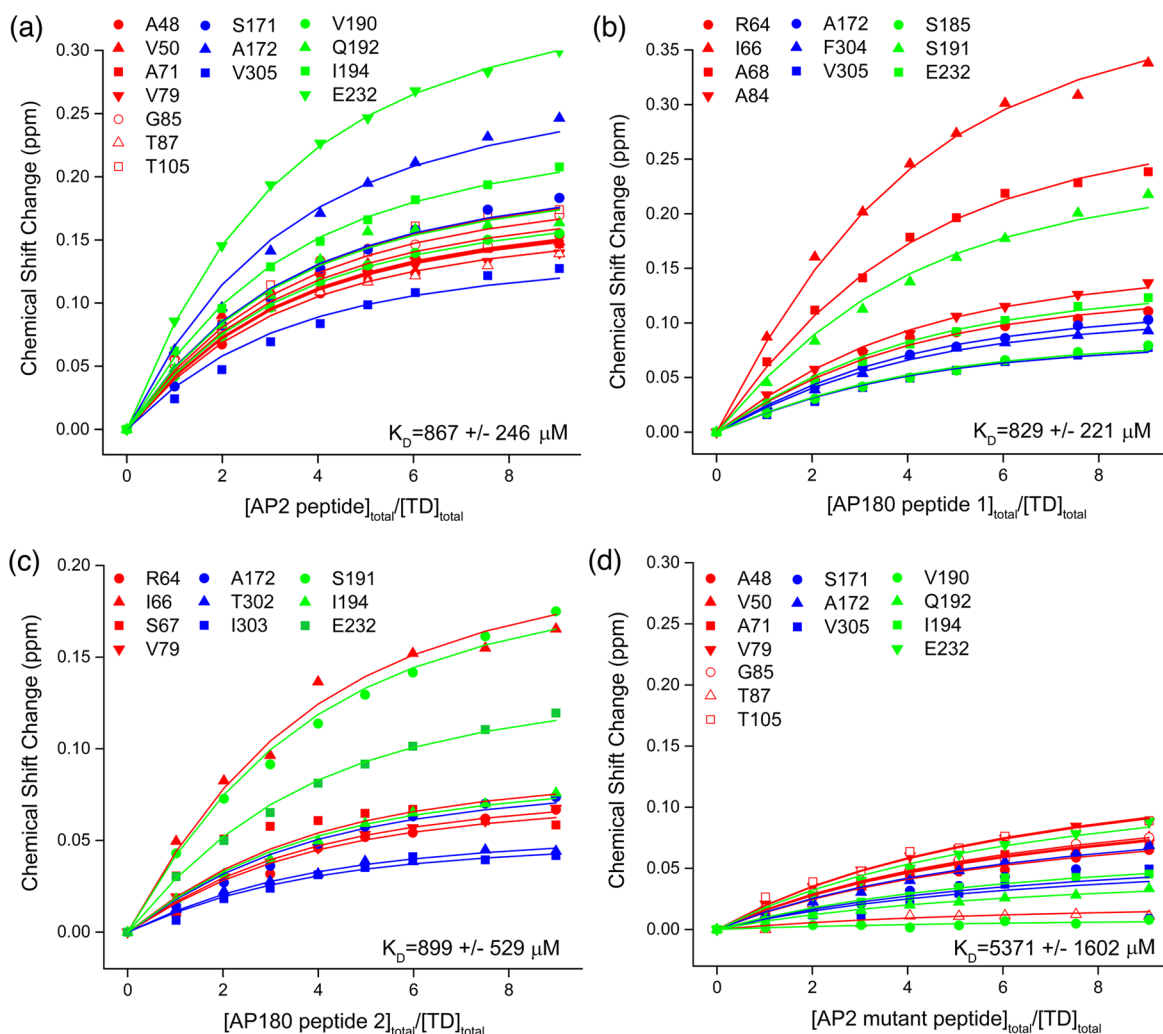 (a)
A48 S171 V190
V50 A172 Q192
A71 V305 I194
V79 E232
G85
T87
T105
0.30
0.25
0.20
0.15
0.10
0.05
0.00
Chemical Shift Change (ppm)
K_D=867 +/- 246 μM
0 2 4 6 8
[AP2 peptide]total/[TD]total
(b)
R64 A172 S185
I66 F304 S191
A68 V305 E232
A84
0.35
0.30
0.25
0.20
0.15
0.10
0.05
0.00
Chemical Shift Change (ppm)
K_D=829 +/- 221 μM
0 2 4 6 8
[AP180 peptide 1]total/[TD]total
(c)
R64 A172 S191
I66 T302 I194
S67 I303 E232
V79
0.20
0.15
0.10
0.05
0.00
Chemical Shift Change (ppm)
K_D=899 +/- 529 μM
0 2 4 6 8
[AP180 peptide 2]total/[TD]total
(d)
A48 S171 V190
V50 A172 Q192
A71 V305 I194
V79 E232
G85
T87
T105
0.30
0.25
0.20
0.15
0.10
0.05
0.00
Chemical Shift Change (ppm)
K_D=5371 +/- 1602 μM
0 2 4 6 8
[AP2 mutant peptide]total/[TD]total